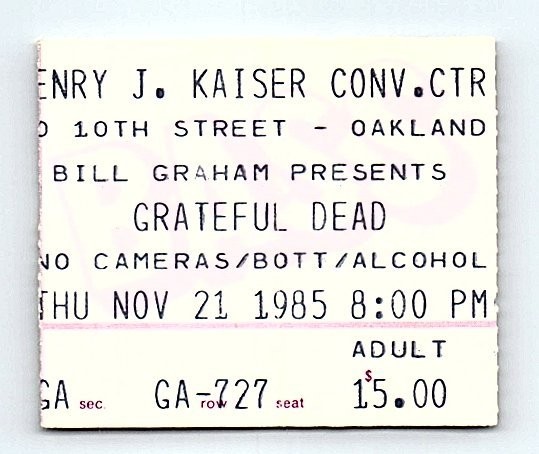 ENRY J. KAISER CONV.CTR
10TH STREET - OAKLAND
BILL GRAHAM PRESENTS
GRATEFUL DEAD
NO CAMERAS/BOTT/ALCOHOL
THU NOV 21 1985 8:00 PM
ADULT
GA sec. GA-727 row seat $15.00